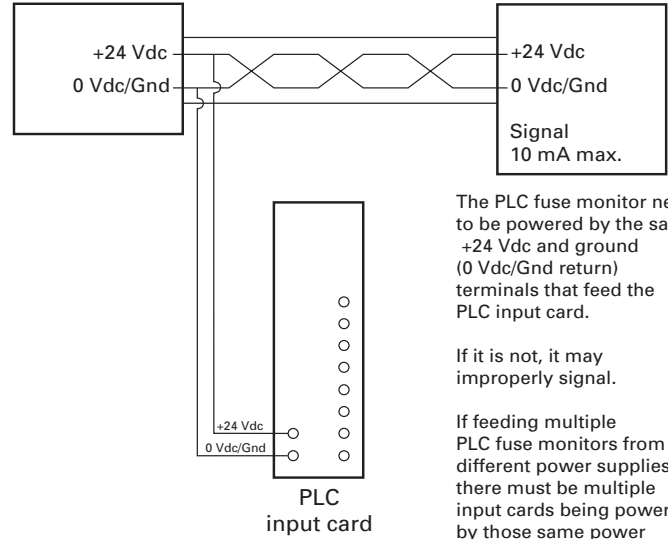 +24 Vdc
0 Vdc/Gnd
+24 Vdc
0 Vdc/Gnd
Signal
10 mA max.
The PLC fuse monitor
to be powered by the
+24 Vdc and ground
(0 Vdc/Gnd return)
terminals that feed the
PLC input card.
If it is not, it may
improperly signal.
If feeding multiple
PLC fuse monitors from
different power supplies
there must be multiple
input cards being
by those same power
+24 Vdc
0 Vdc/Gnd
PLC
input card